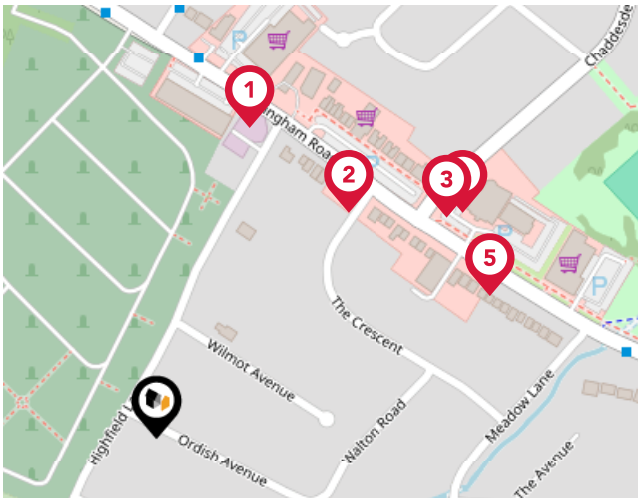 P
Chaddesde
1
ngham Road
2
3
P
5
P
The Crescent
Wilmot Avenue
Highfield L
Ordish Avenue
Nalton Road
Meadow Lane
The Avenue